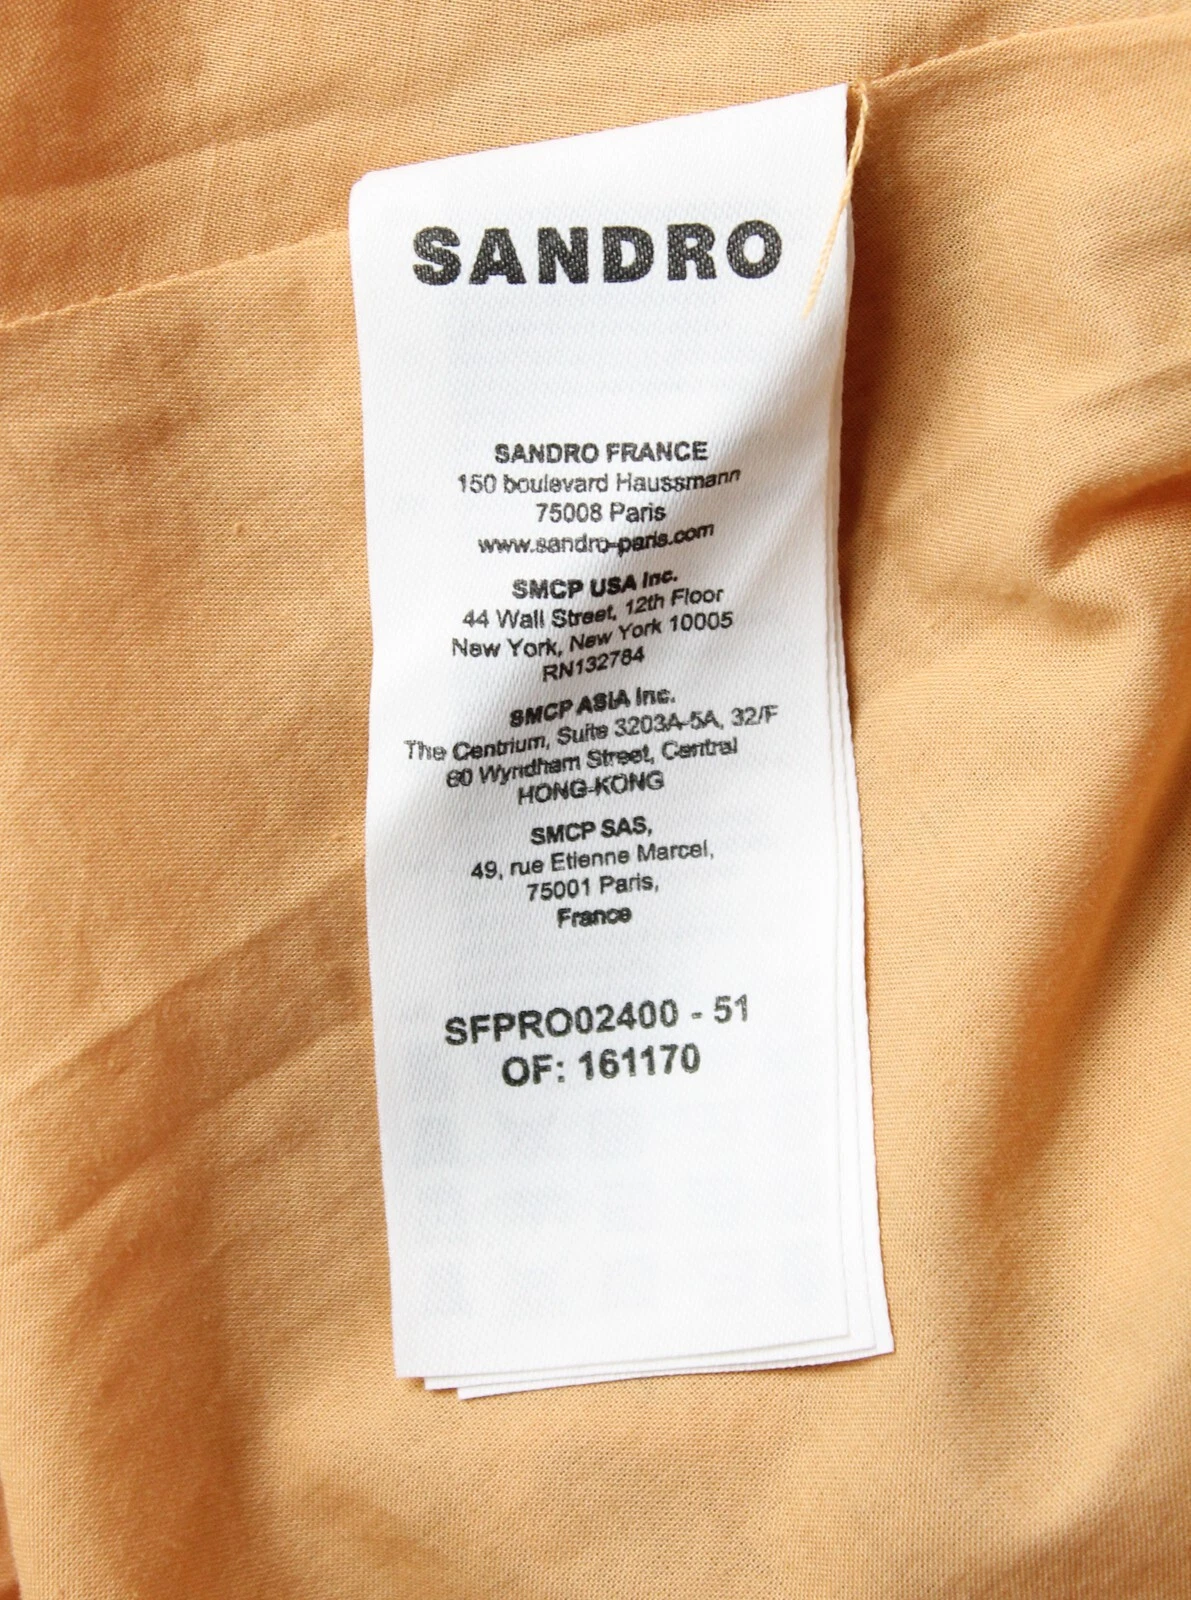 SANDRO
SANDRO FRANCE
150 boulevard Haussmann
75008 Paris
www.sandro-paris.com
SMCP USA Inc.
44 Wall Street, 12th Floor
New York, New York 10005
RN132784
SMCP ASIA Inc.
The Centrium, Suite 3203A-5A, 32/F
60 Wyndham Street, Central
HONG-KONG
SMCP SAS,
49, rue Etienne Marcel,
75001 Paris,
France
SFPRO02400 - 51
OF: 161170